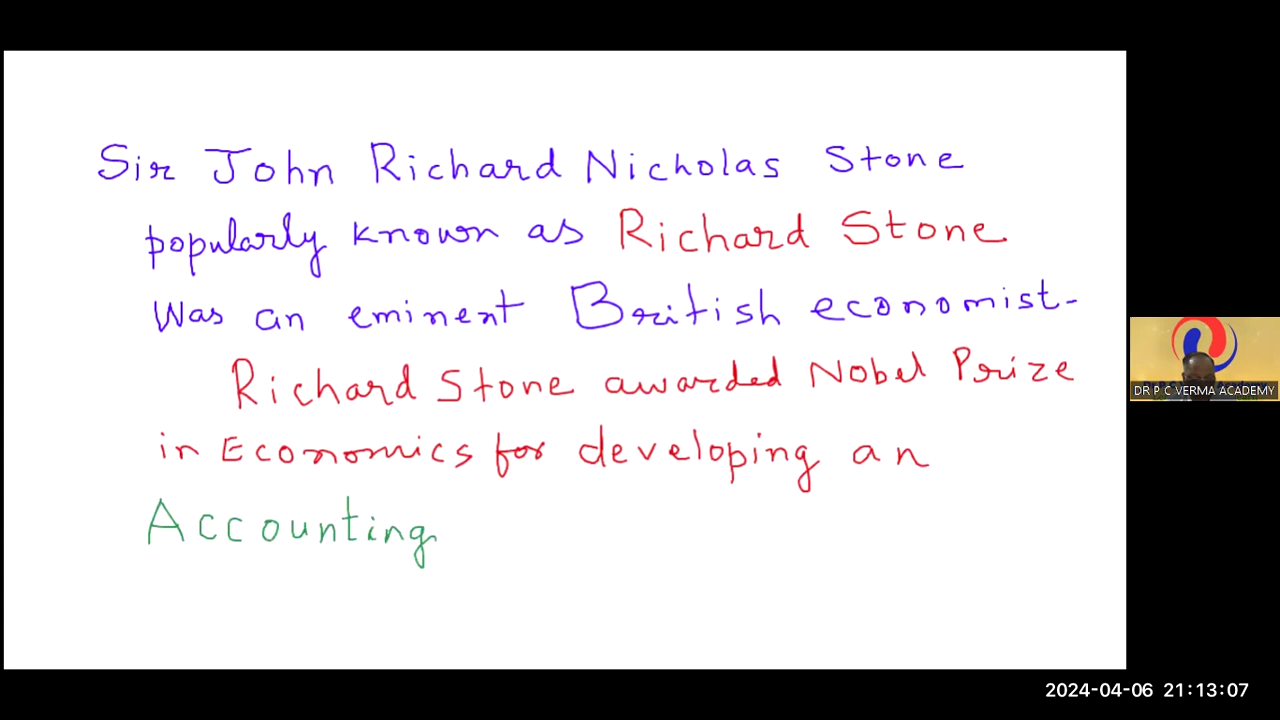 Sir John Richard Nicholas Stone
popularly known as Richard Stone
Was an eminent British economist-
Richard Stone awarded Nobel Prize
in Economics for developing an
Accounting
DR P C VERMA ACADEMY
2024-04-06 21:13:07